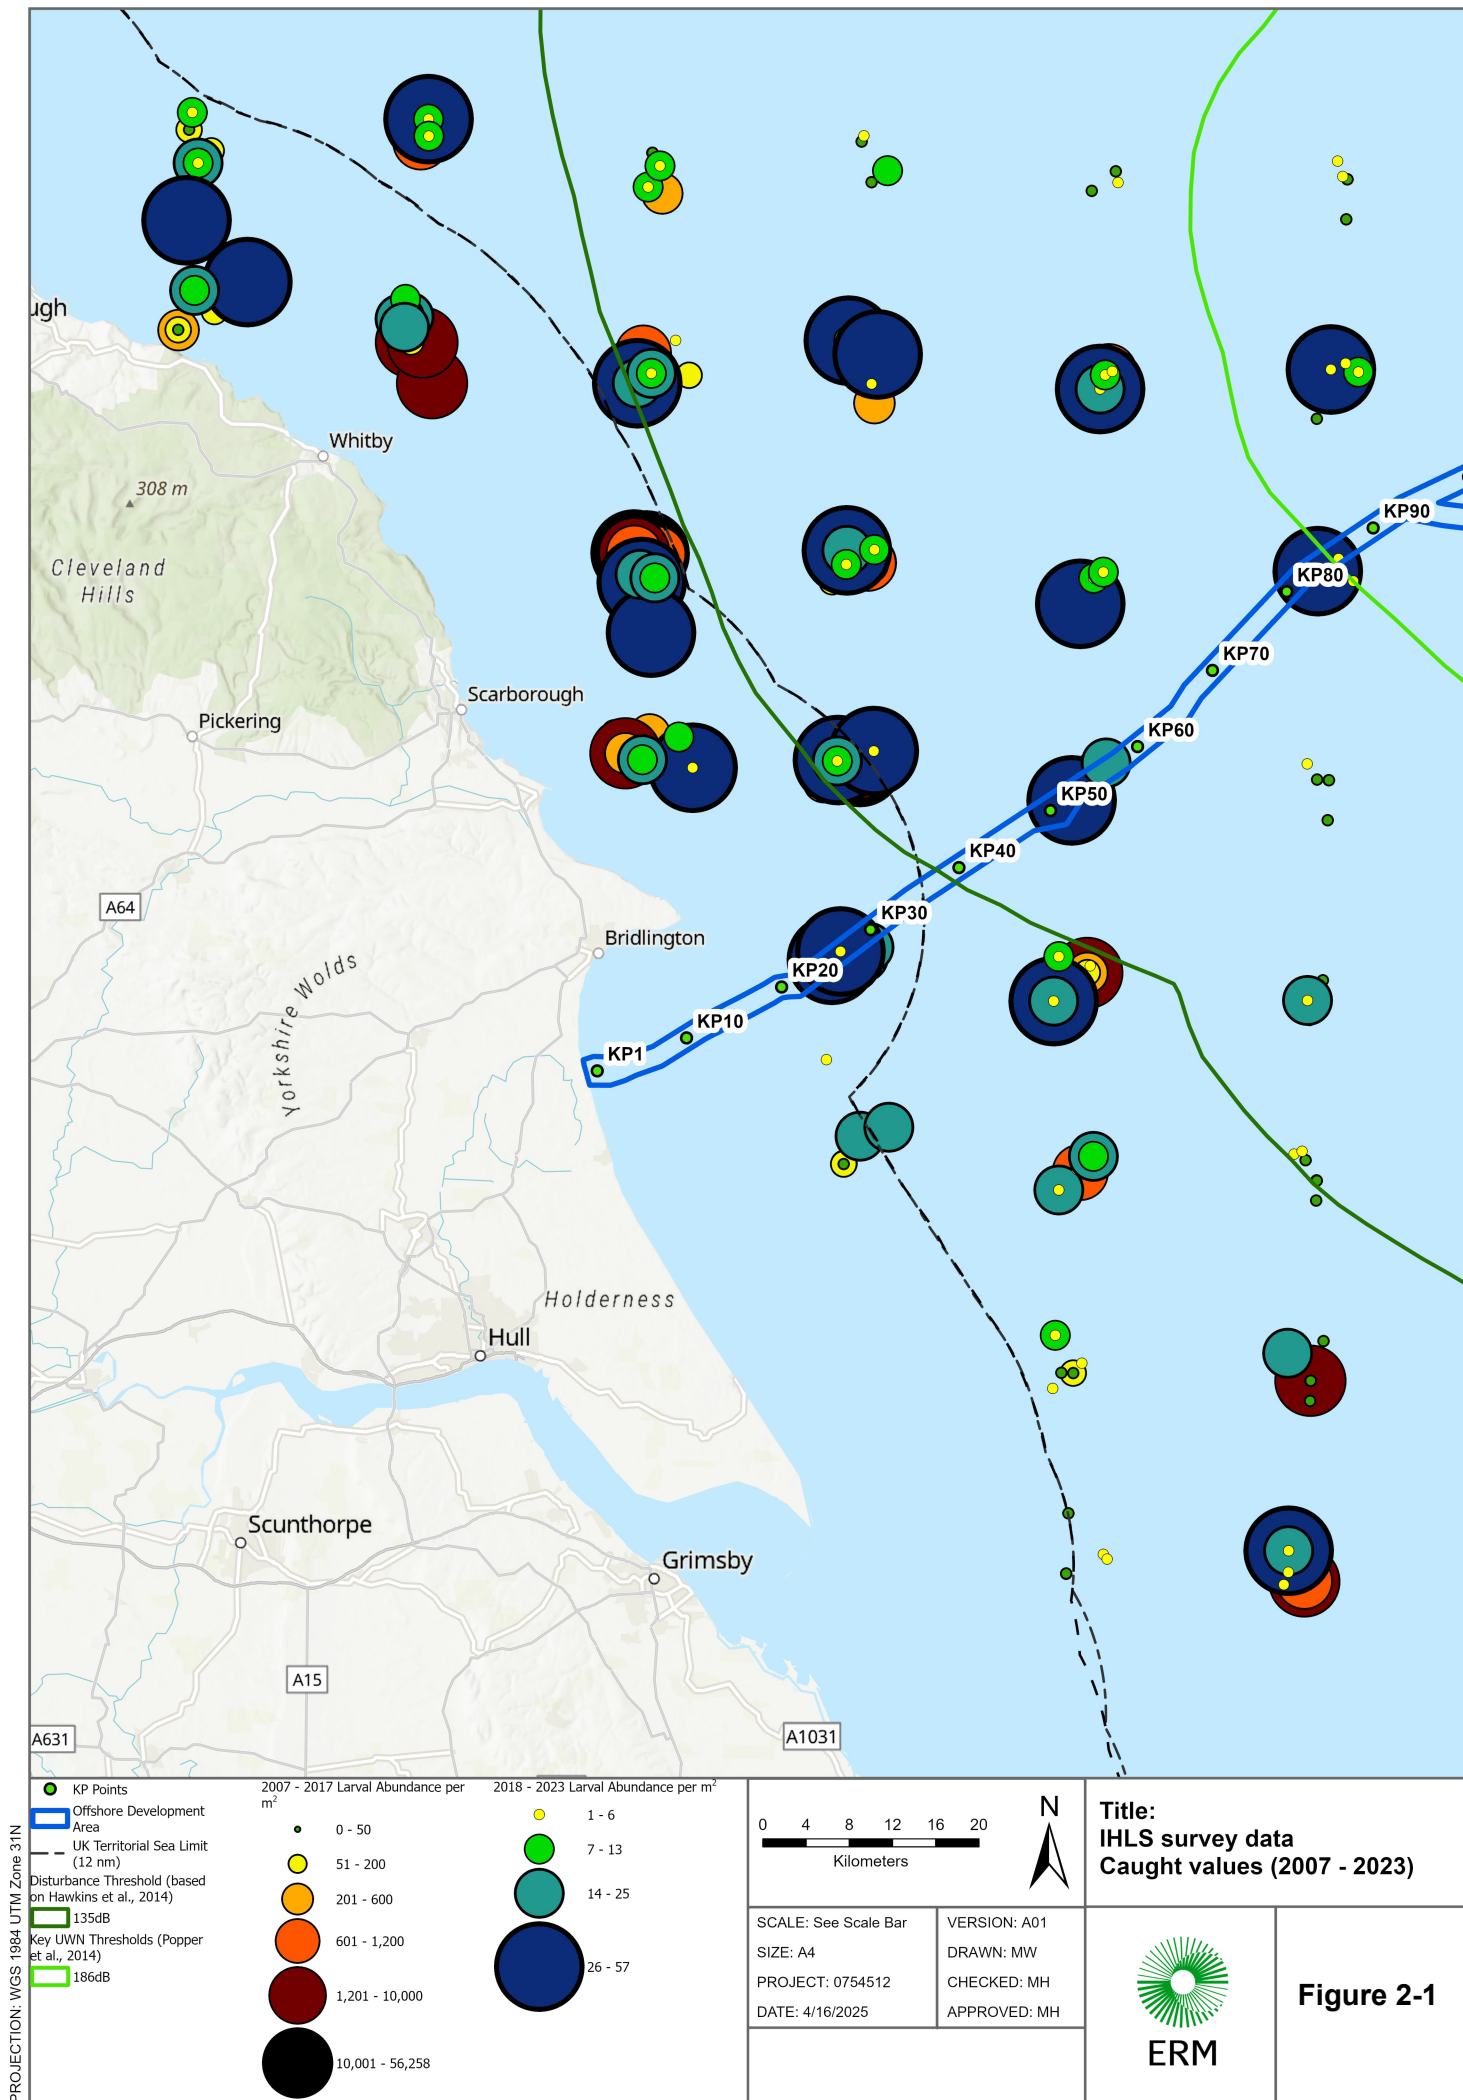 ugh
Whitby
308 m
Cleveland
Hills
Scarborough
Pickering
A64
Yorkshire Wolds
Bridlington
KP90
KP80
KP70
KP60
KP50
KP40
KP30
KP20
KP10
KP1
Holderness
Hull
Scunthorpe
Grimsby
A15
A631
A1031
PROJECTION: WGS 1984 UTM Zone 31N
KP Points
Offshore Development
Area
UK Territorial Sea Limit
(12 nm)
Disturbance Threshold (based
on Hawkins et al., 2014)
135dB
Key UWN Thresholds (Popper
et al., 2014)
186dB
2007 - 2017 Larval Abundance per
m²
0 - 50
51 - 200
201 - 600
601 - 1,200
1,201 - 10,000
10,001 - 56,258
2018 - 2023 Larval Abundance per m²
1 - 6
7 - 13
14 - 25
26 - 57
0 4 8 12 16 20
Kilometers
N
SCALE: See Scale Bar
SIZE: A4
PROJECT: 0754512
DATE: 4/16/2025
VERSION: A01
DRAWN: MW
CHECKED: MH
APPROVED: MH
Title:
IHLS survey data
Caught values (2007 - 2023)
ERM
Figure 2-1